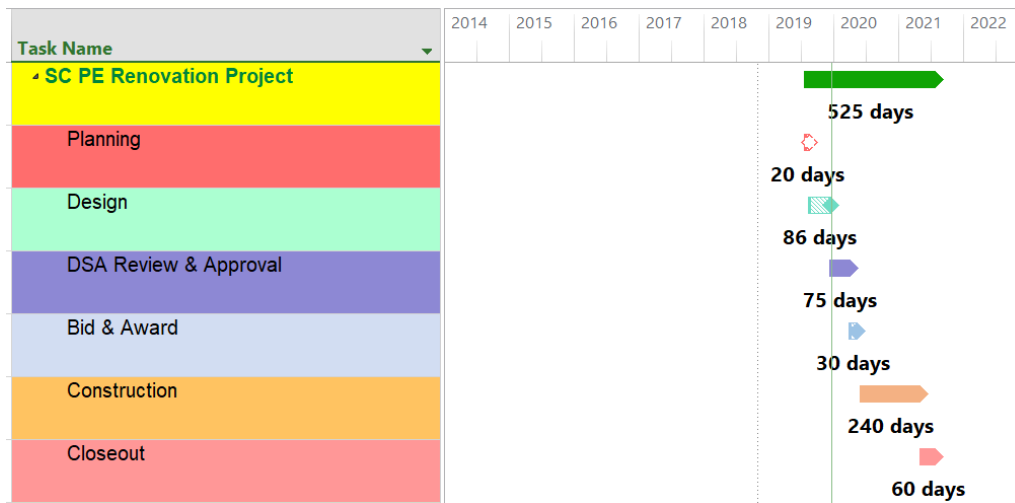 2014 2015 2016 2017 2018 2019 2020 2021 2022
Task Name
SC PE Renovation Project
525 days
Planning
20 days
Design
86 days
DSA Review & Approval
75 days
Bid & Award
30 days
Construction
240 days
Closeout
60 days